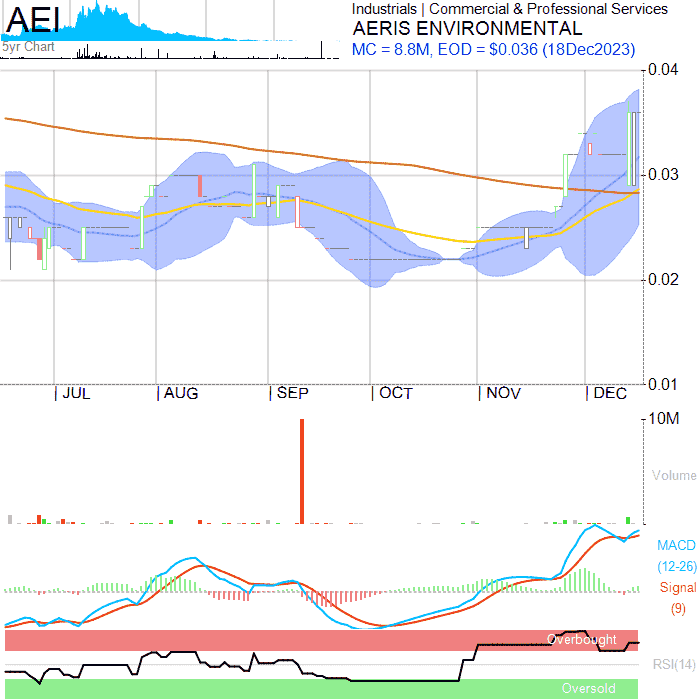 AEI
Industrials | Commercial & Professional Services
AERIS ENVIRONMENTAL
MC = 8.8M, EOD = $0.036 (18Dec2023)
5yr Chart
0.04
0.03
0.02
0.01
| JUL | AUG | SEP | OCT | NOV | DEC
10M
Volume
MACD
(12-26)
Signal
(9)
Overbought
RSI(14)
Oversold